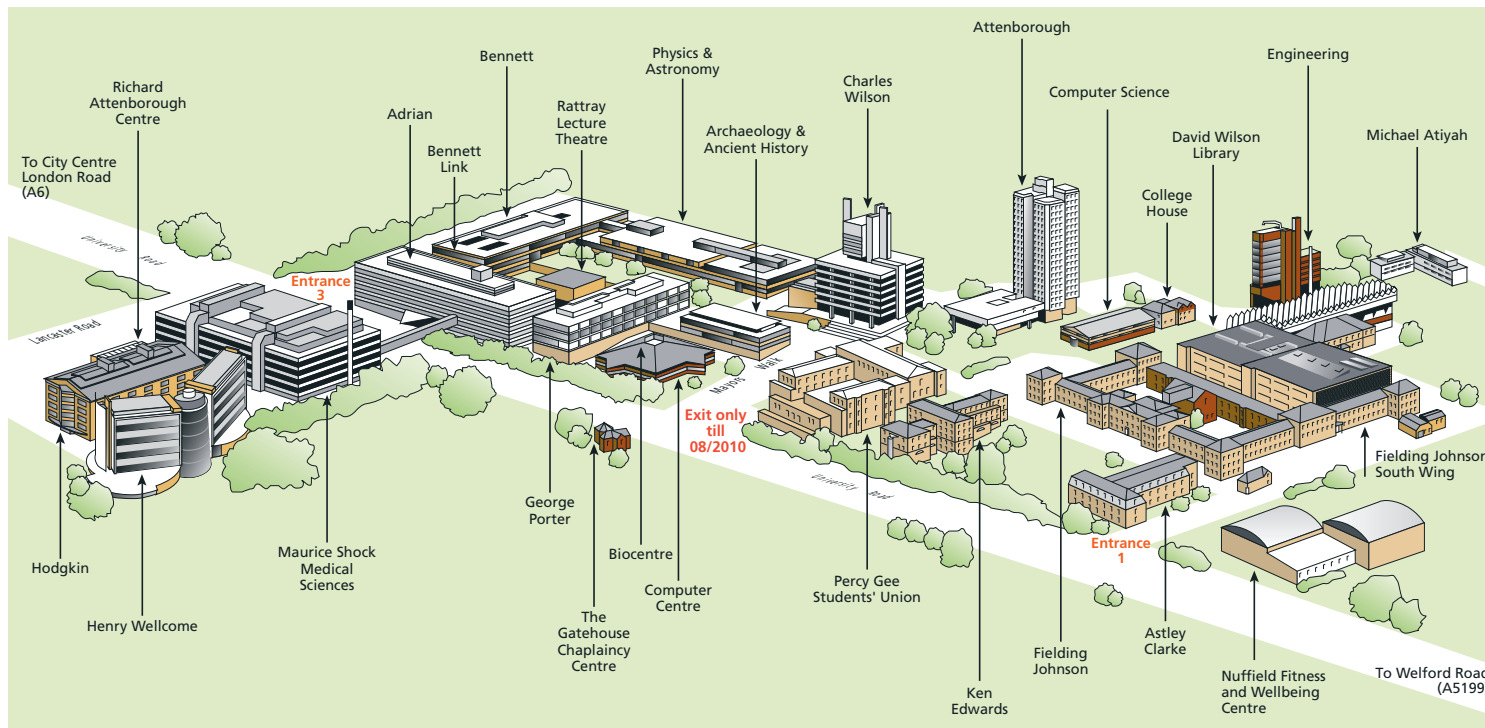 Attenborough
Bennett
Physics &
Astronomy
Engineering
Richard
Attenborough
Centre
Charles
Wilson
Rattray
Lecture
Theatre
Computer Science
Adrian
Archaeology &
Ancient History
Michael Atiyah
David Wilson
Library
Bennett
Link
To City Centre
London Road
(A6)
College
House
University Road
Entrance
3
Lancaster Road
Mayors Walk
Exit only
till
08/2010
Fielding Johnson
South Wing
University Road
George
Porter
Entrance
1
Hodgkin
Maurice Shock
Medical
Sciences
Biocentre
Computer
Centre
Percy Gee
Students' Union
Henry Wellcome
The
Gatehouse
Chaplaincy
Centre
Fielding
Johnson
Astley
Clarke
Ken
Edwards
Nuffield Fitness
and Wellbeing
Centre
To Welford Road
(A5199